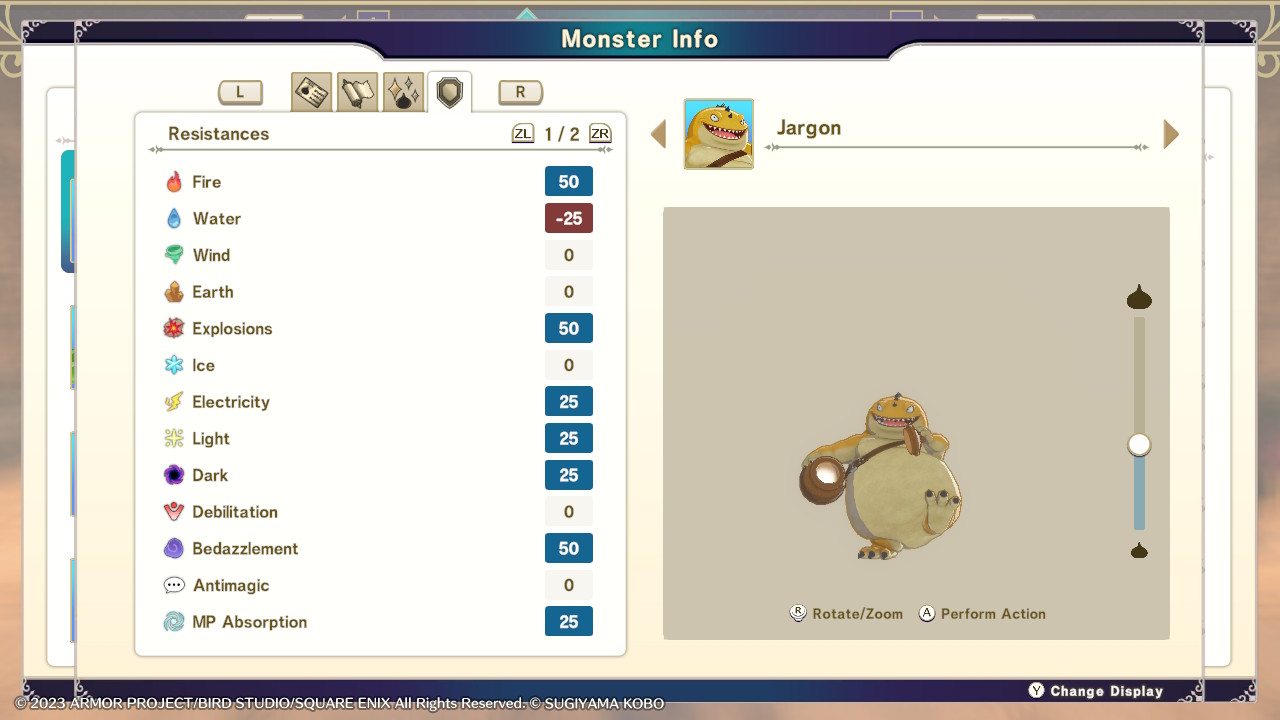 Monster Info
L
R
Resistances
ZL 1 / 2 ZR
Fire 50
Water -25
Wind 0
Earth 0
Explosions 50
Ice 0
Electricity 25
Light 25
Dark 25
Debilitation 0
Bedazzlement 50
Antimagic 0
MP Absorption 25
Jargon
R Rotate/Zoom A Perform Action
Y Change Display
© 2023 ARMOR PROJECT/BIRD STUDIO/SQUARE ENIX All Rights Reserved. © SUGIYAMA KOBO